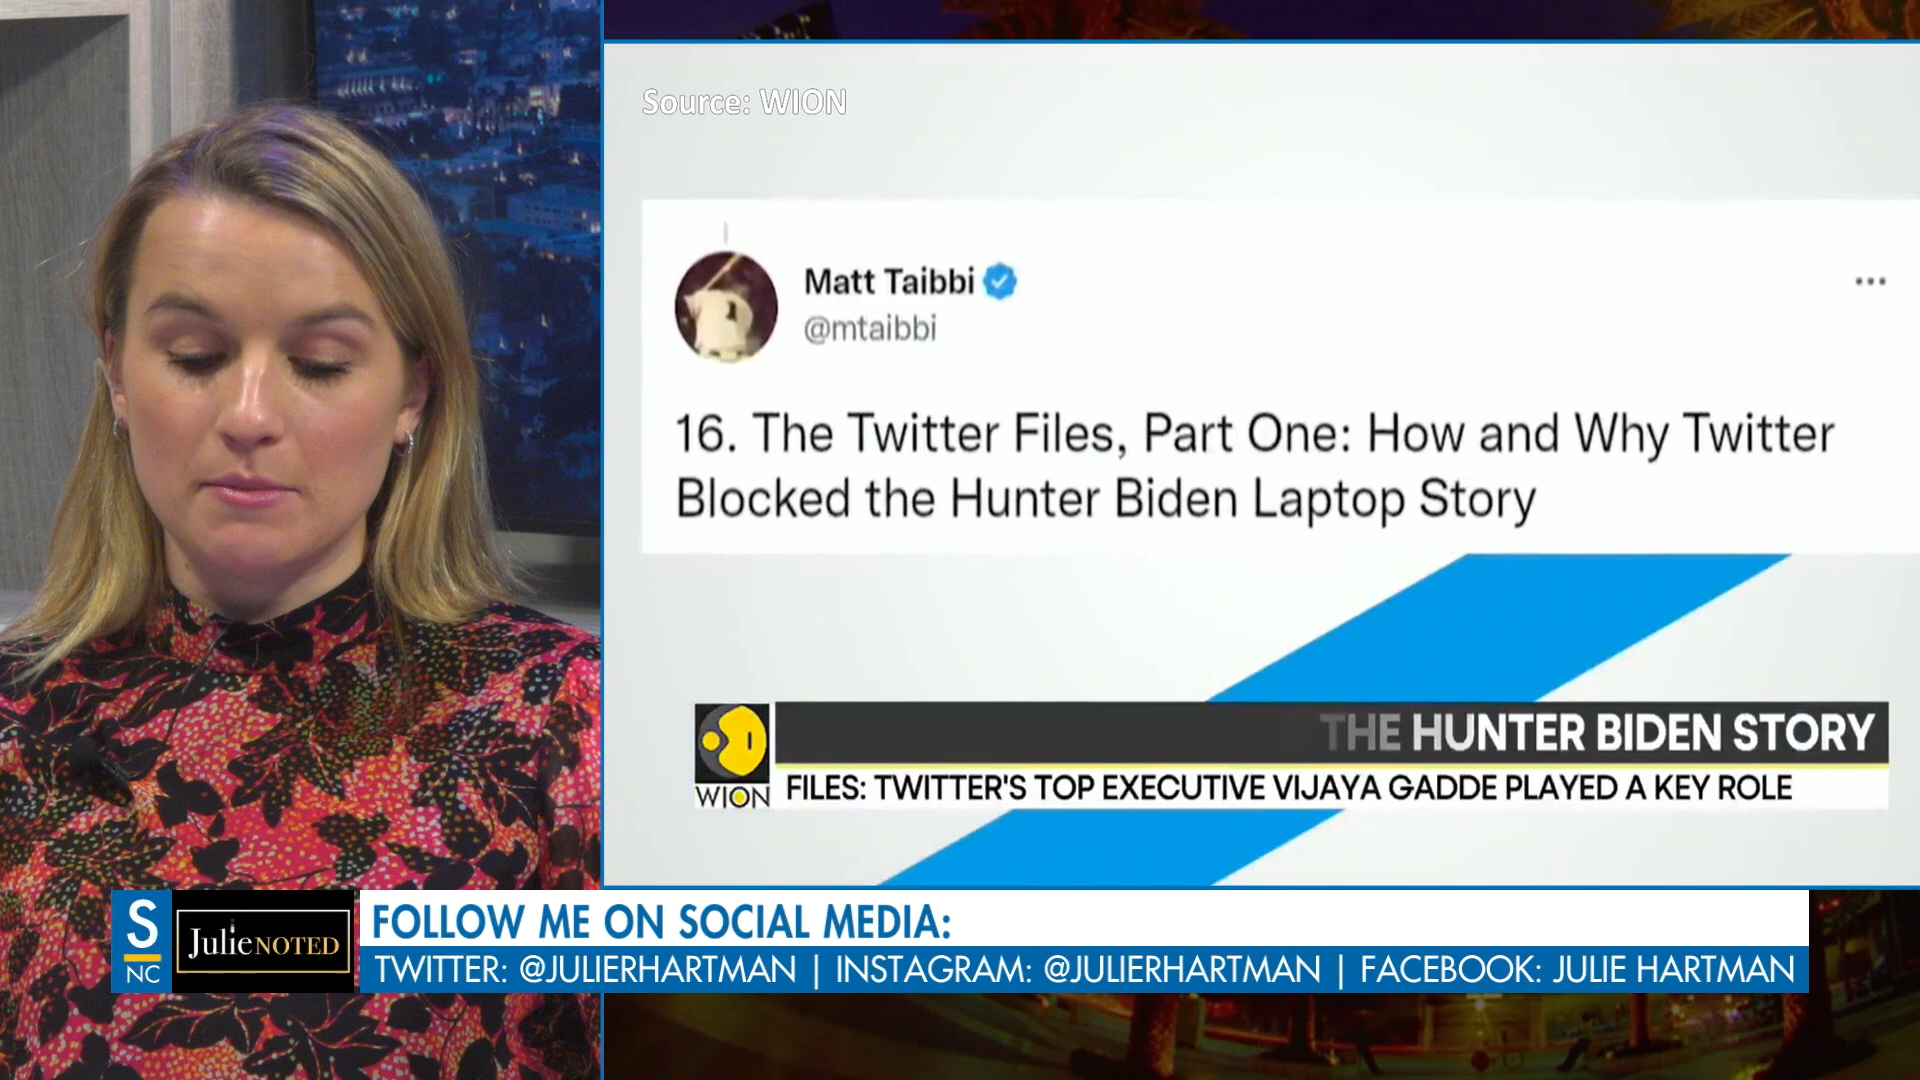 Source: WION
Matt Taibbi
@mtaibbi
16. The Twitter Files, Part One: How and Why Twitter
Blocked the Hunter Biden Laptop Story
THE HUNTER BIDEN STORY
WION
FILES: TWITTER'S TOP EXECUTIVE VIJAYA GADDE PLAYED A KEY ROLE
S
NC
Julie NOTED
FOLLOW ME ON SOCIAL MEDIA:
TWITTER: @JULIERHARTMAN | INSTAGRAM: @JULIERHARTMAN | FACEBOOK: JULIE HARTMAN